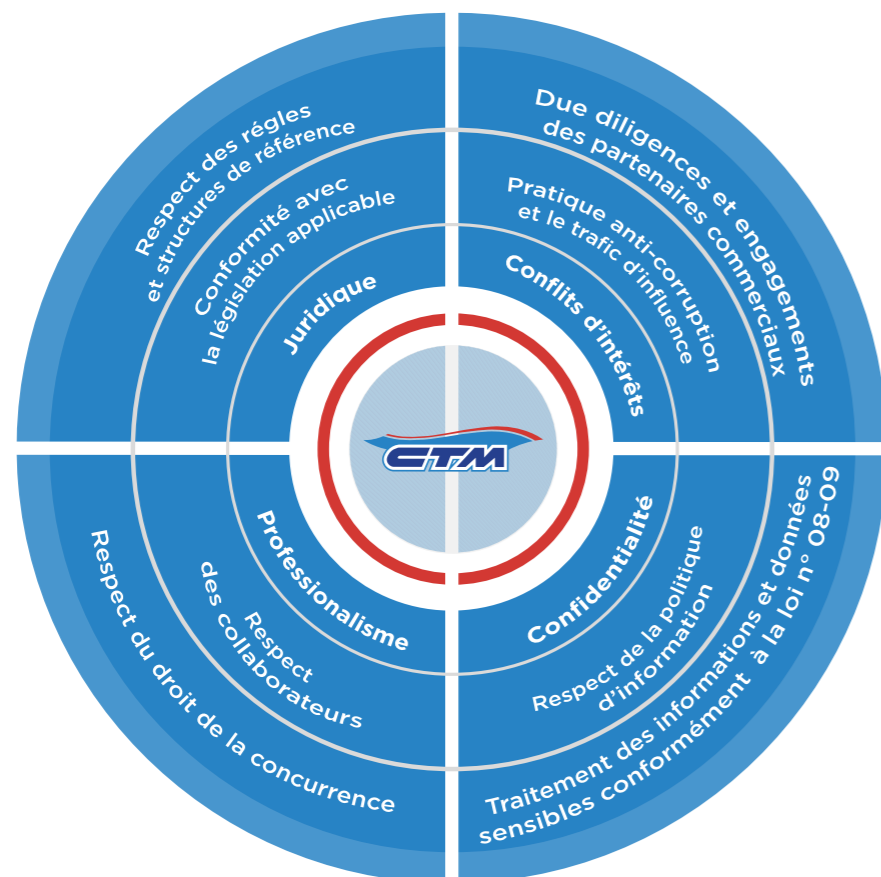 Respect des régles
et structures de référence
Conformité avec
la législation applicable
Juridique
Due diligences et engagements
des partenaires commerciaux
Pratique anti-corruption
et le trafic d'influence
Conflits d'intérêts
CTM
Professionalisme
Respect
des collaborateurs
Respect du droit de la concurrence
Confidentialité
Respect de la politique
d'information
Traitement des informations et données
sensibles conformément à la loi n° 08-09